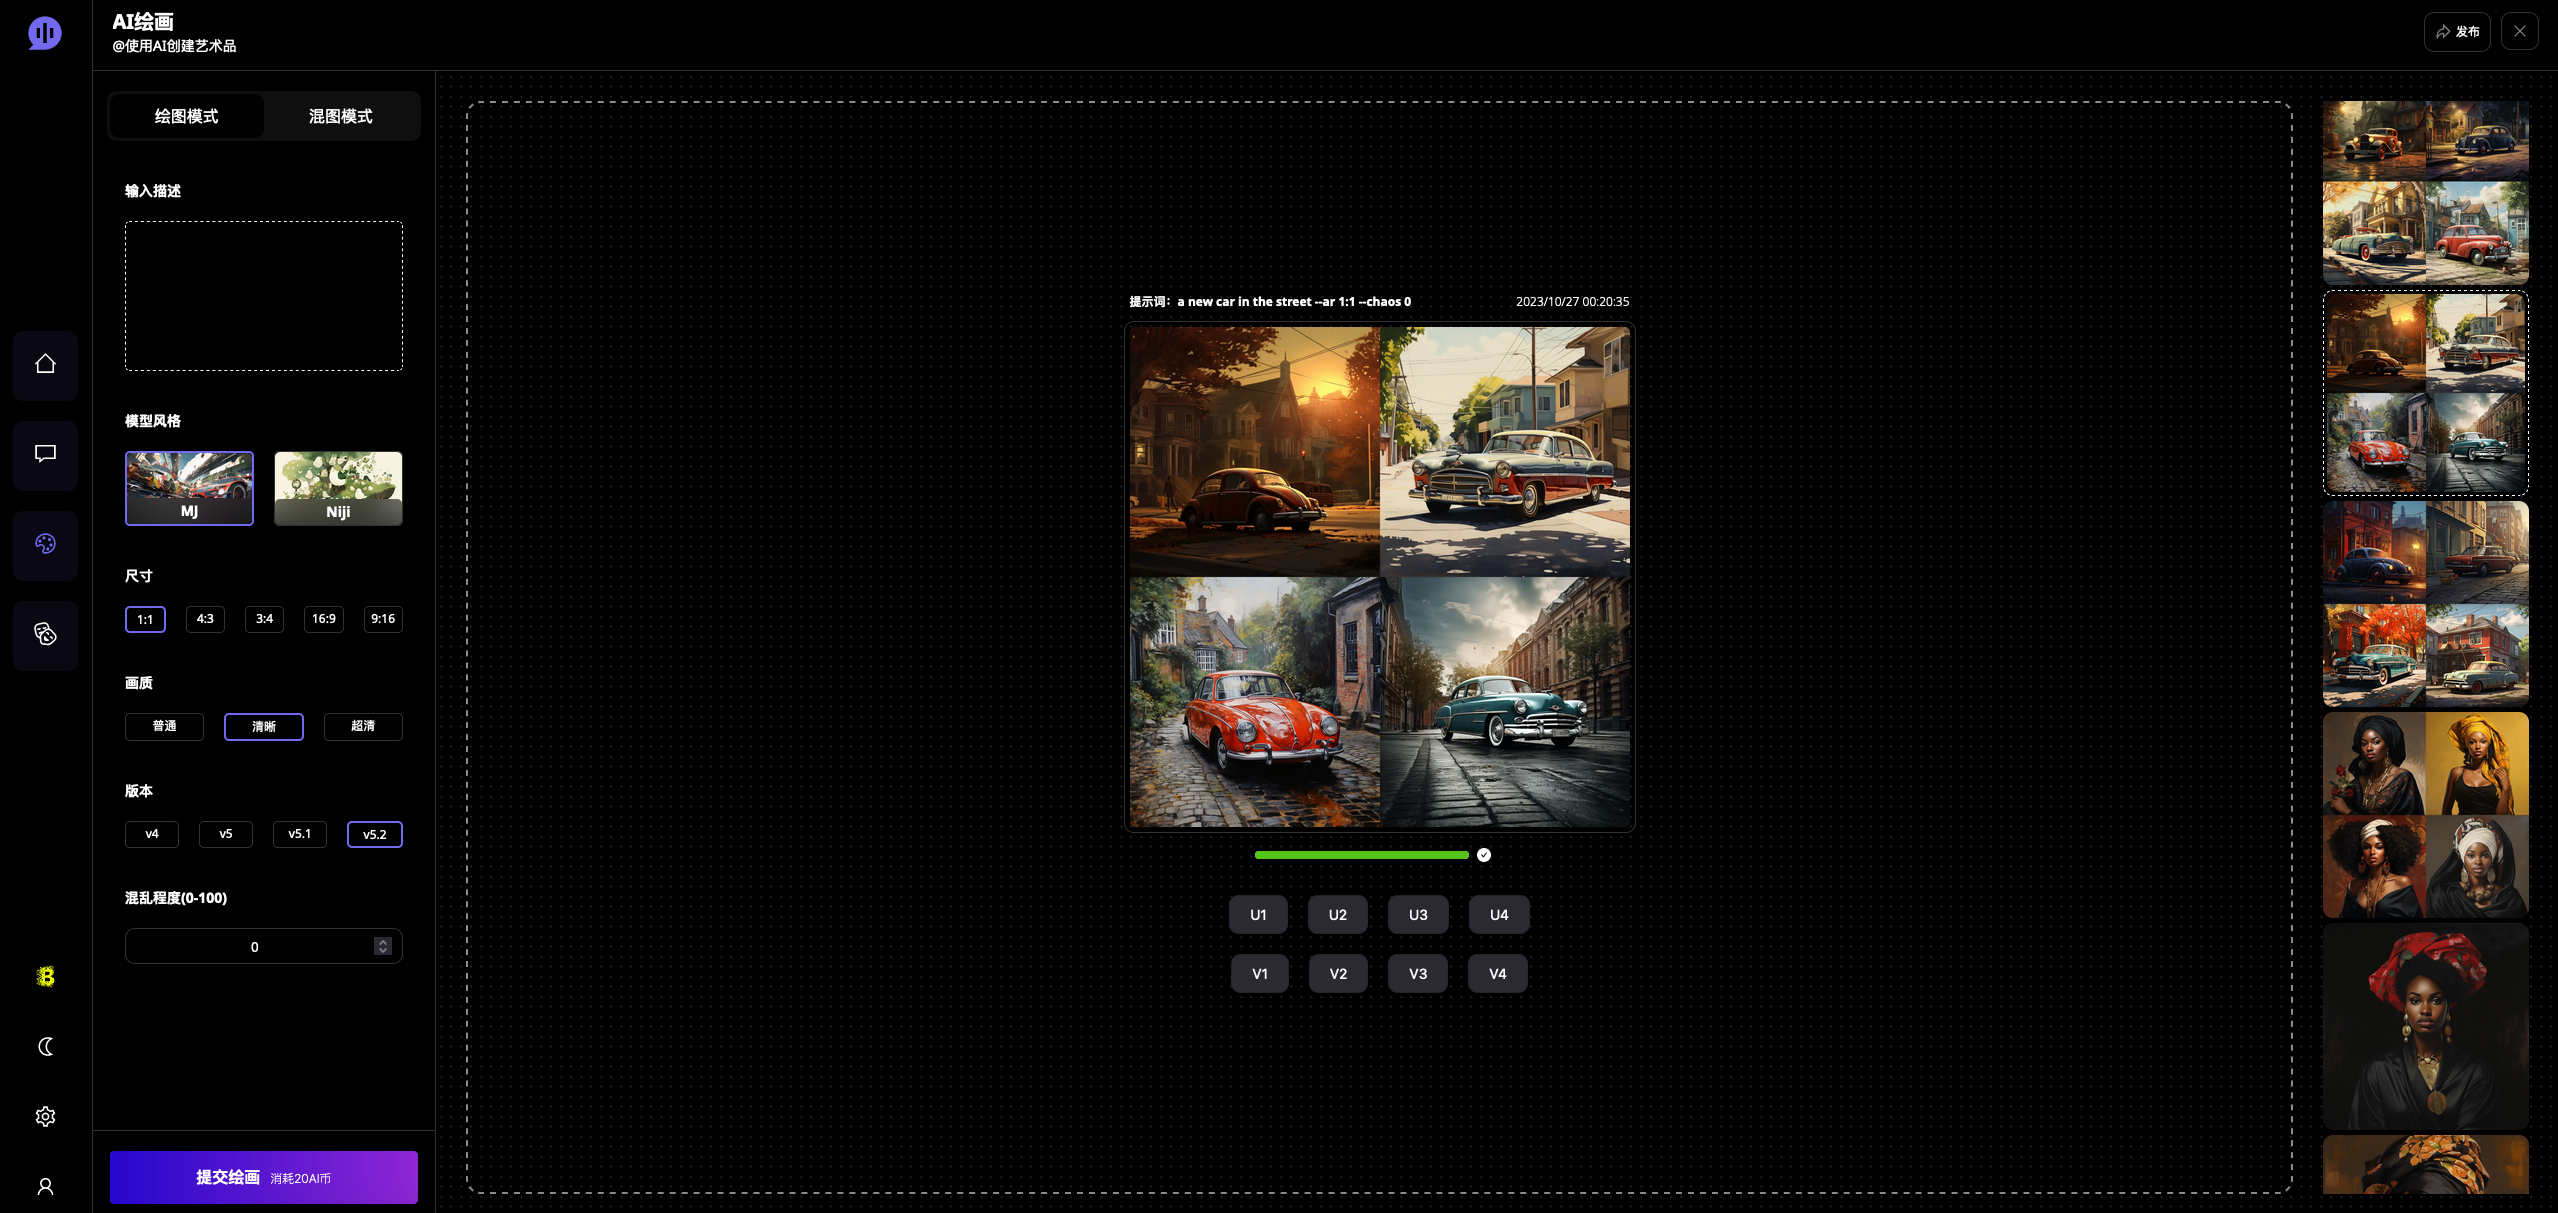 AI绘画
@使用AI创建艺术品
发布
绘图模式
混图模式
输入描述
模型风格
MJ
Niji
尺寸
1:1
4:3
3:4
16:9
9:16
画质
普通
清晰
超清
版本
v4
v5
v5.1
v5.2
混乱程度(0-100)
0
提交绘画 消耗20AI币
提示词：a new car in the street --ar 1:1 --chaos 0
2023/10/27 00:20:35
U1
U2
U3
U4
V1
V2
V3
V4